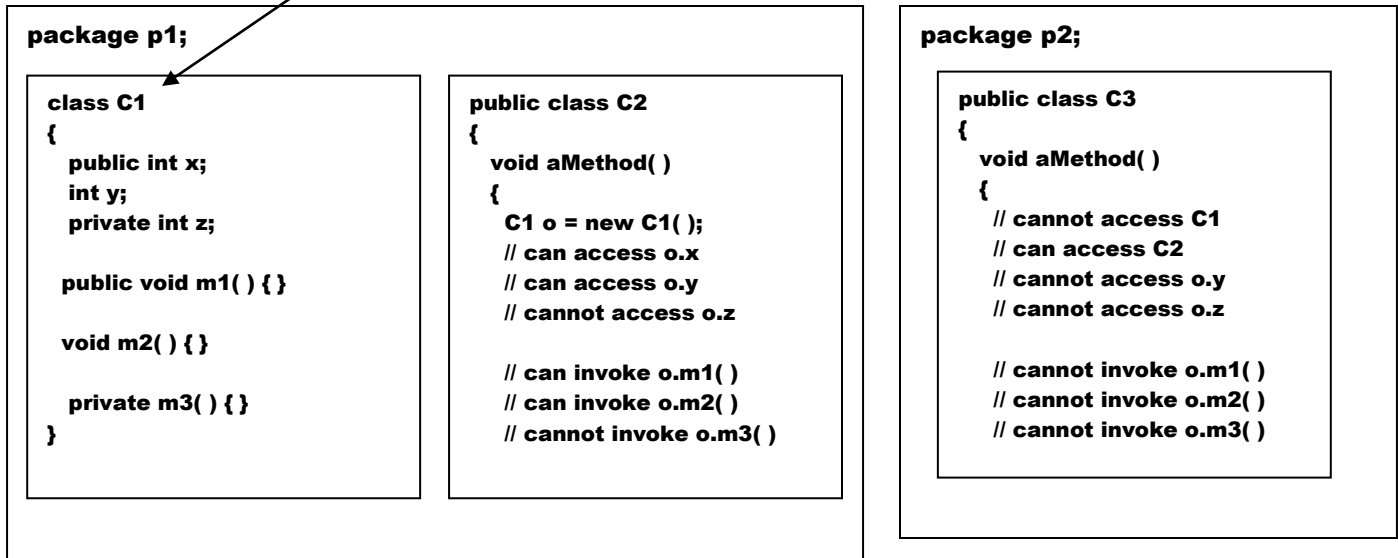 package p1;
class C1
{
public int x;
int y;
private int z;
public void m1( ) { }
void m2( ) { }
private m3( ) { }
}
public class C2
{
void aMethod( )
{
C1 o = new C1( );
// can access o.x
// can access o.y
// cannot access o.z
// can invoke o.m1( )
// can invoke o.m2( )
// cannot invoke o.m3( )
package p2;
public class C3
{
void aMethod( )
{
// cannot access C1
// can access C2
// cannot access o.y
// cannot access o.z
// cannot invoke o.m1( )
// cannot invoke o.m2( )
// cannot invoke o.m3( )